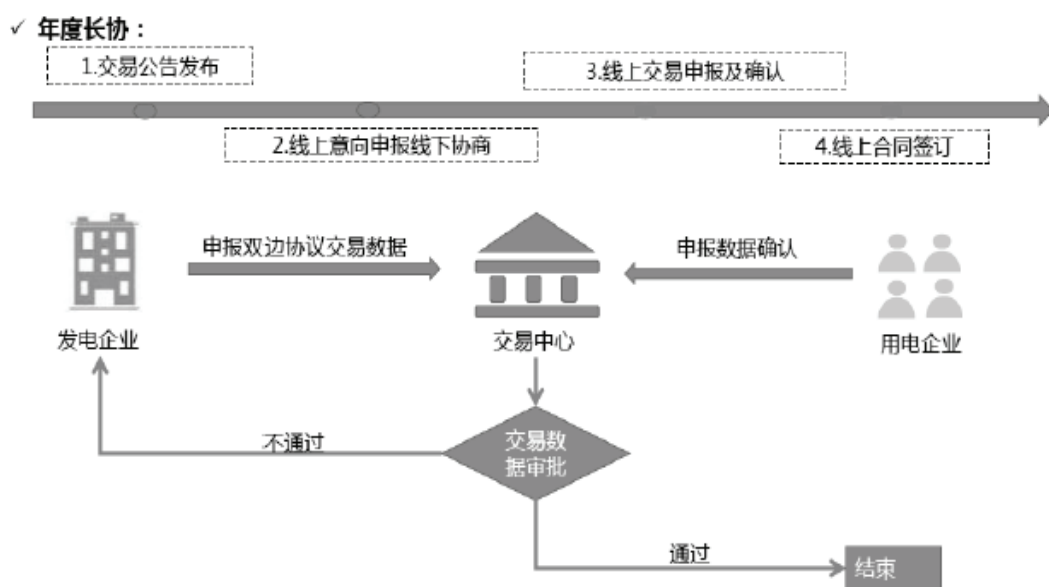 ✓ 年度长协：
1.交易公告发布
3.线上交易申报及确认
2.线上意向申报线下协商
4.线上合同签订
申报双边协议交易数据
申报数据确认
发电企业
交易中心
用电企业
不通过
交易数
据审批
通过
结束